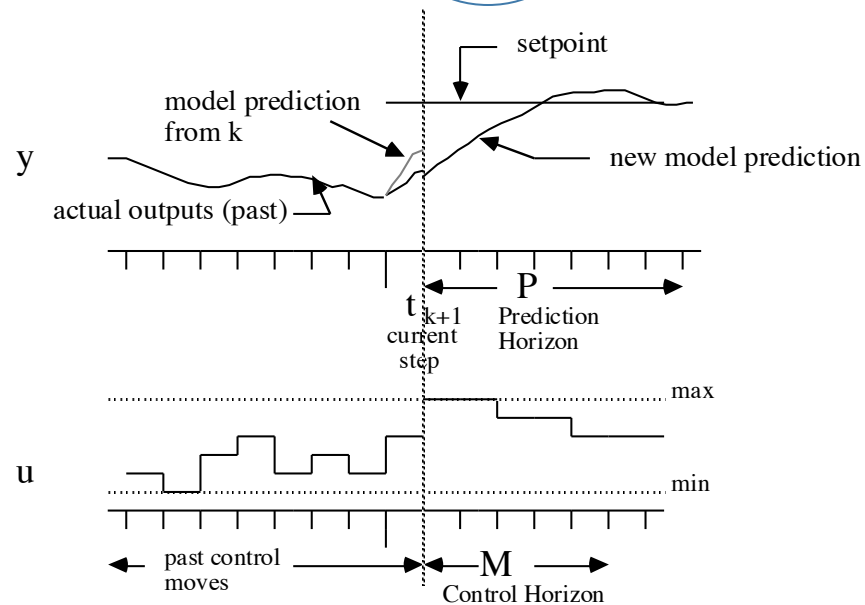 setpoint
model prediction
from k
y
new model prediction
actual outputs (past)
P
t k+1
current
step
Prediction
Horizon
max
u
min
past control
moves
M
Control Horizon